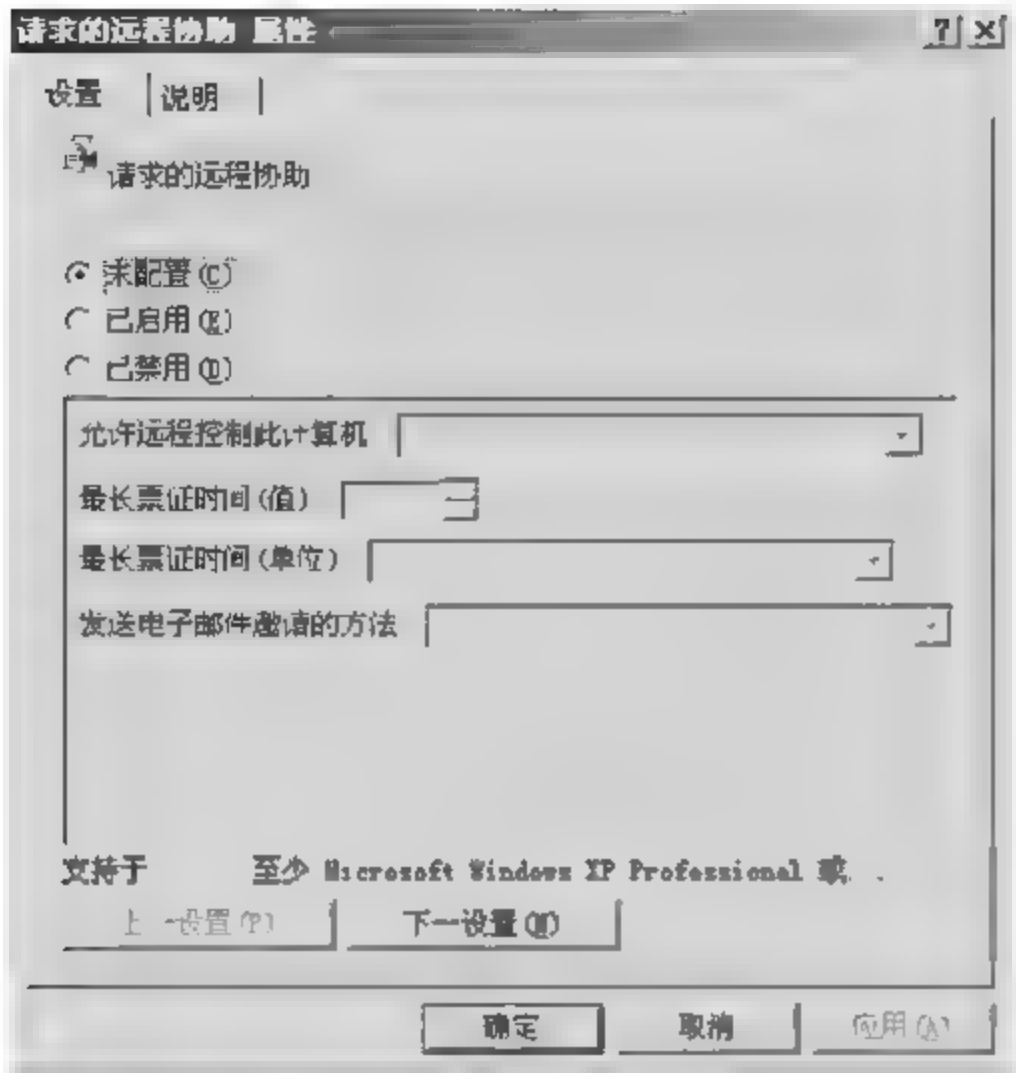 请求的远程协助 属性
设置 说明
请求的远程协助
未配置(C)
已启用(E)
已禁用(D)
允许远程控制此计算机
最长票证时间(值)
最长票证时间(单位)
发送电子邮件邀请的方法
支持于 至少 Microsoft Windows XP Professional 或...
上一设置(P) 下一设置(N)
确定 取消 应用(A)